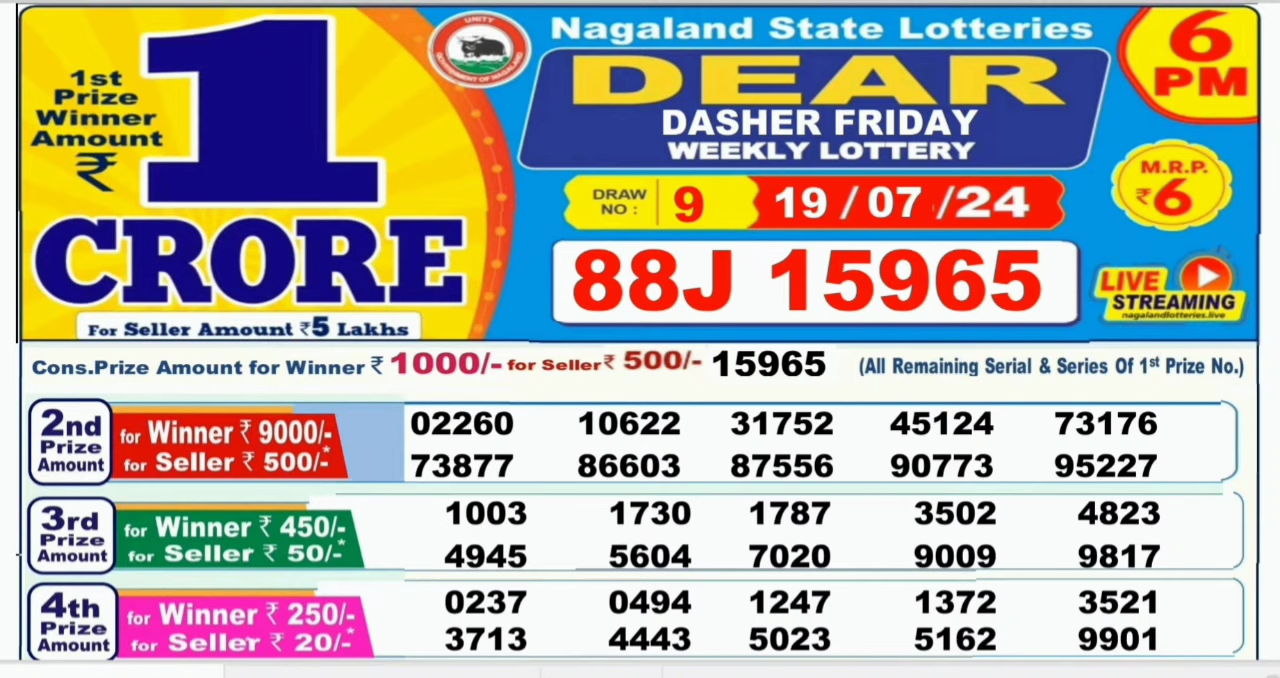 1st
Prize
Winner
Amount
₹
1
CRORE
For Seller Amount ₹5 Lakhs
UNITY
GOVERNMENT OF NAGALAND
Nagaland State Lotteries
DEAR
DASHER FRIDAY
WEEKLY LOTTERY
6
PM
DRAW
NO :
9
19 / 07 /24
M.R.P.
₹6
88J 15965
LIVE
STREAMING
nagalandlotteries.live
Cons.Prize Amount for Winner ₹ 1000/- for Seller ₹ 500/- 15965 (All Remaining Serial & Series Of 1st Prize No.)
2nd
Prize
Amount
for Winner ₹ 9000/-
for Seller ₹ 500/-*
02260 10622 31752 45124 73176
73877 86603 87556 90773 95227
3rd
Prize
Amount
for Winner ₹ 450/-
for Seller ₹ 50/-*
1003 1730 1787 3502 4823
4945 5604 7020 9009 9817
4th
Prize
Amount
for Winner ₹ 250/-
for Seller ₹ 20/-*
0237 0494 1247 1372 3521
3713 4443 5023 5162 9901